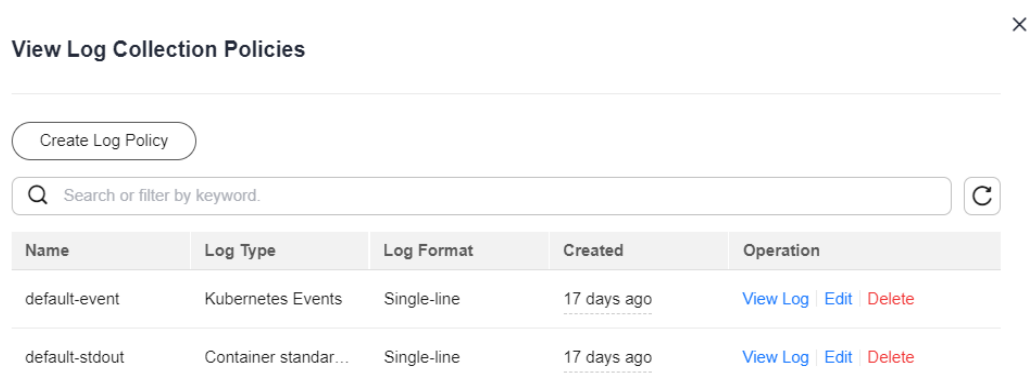 View Log Collection Policies
Create Log Policy
Search or filter by keyword.
Name Log Type Log Format Created Operation
default-event Kubernetes Events Single-line 17 days ago View Log Edit Delete
default-stdout Container standar... Single-line 17 days ago View Log Edit Delete